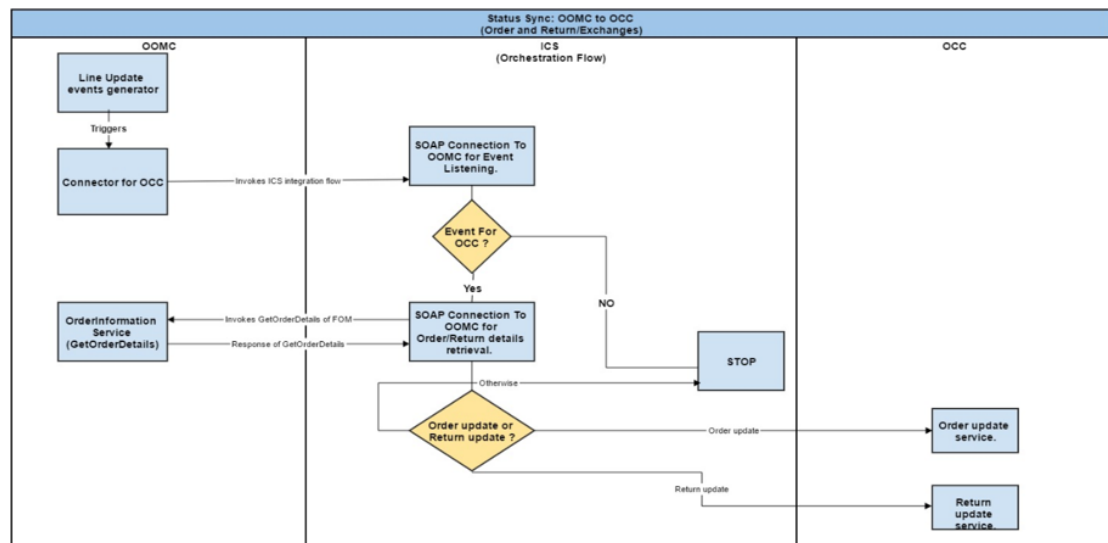 Status Sync: OOMC to OCC
(Order and Return/Exchanges)
OOMC
ICS
(Orchestration Flow)
OCC
Line Update
events generator
Triggers
Connector for OCC
Invokes ICS integration flow
SOAP Connection To
OOMC for Event
Listening.
Event For
OCC ?
Yes
NO
OrderInformation
Service
(GetOrderDetails)
Invokes GetOrderDetails of FOM
Response of GetOrderDetails
SOAP Connection To
OOMC for
Order/Return details
retrieval.
STOP
Otherwise
Order update or
Return update ?
Order update
Order update
service.
Return update
Return
update
service.